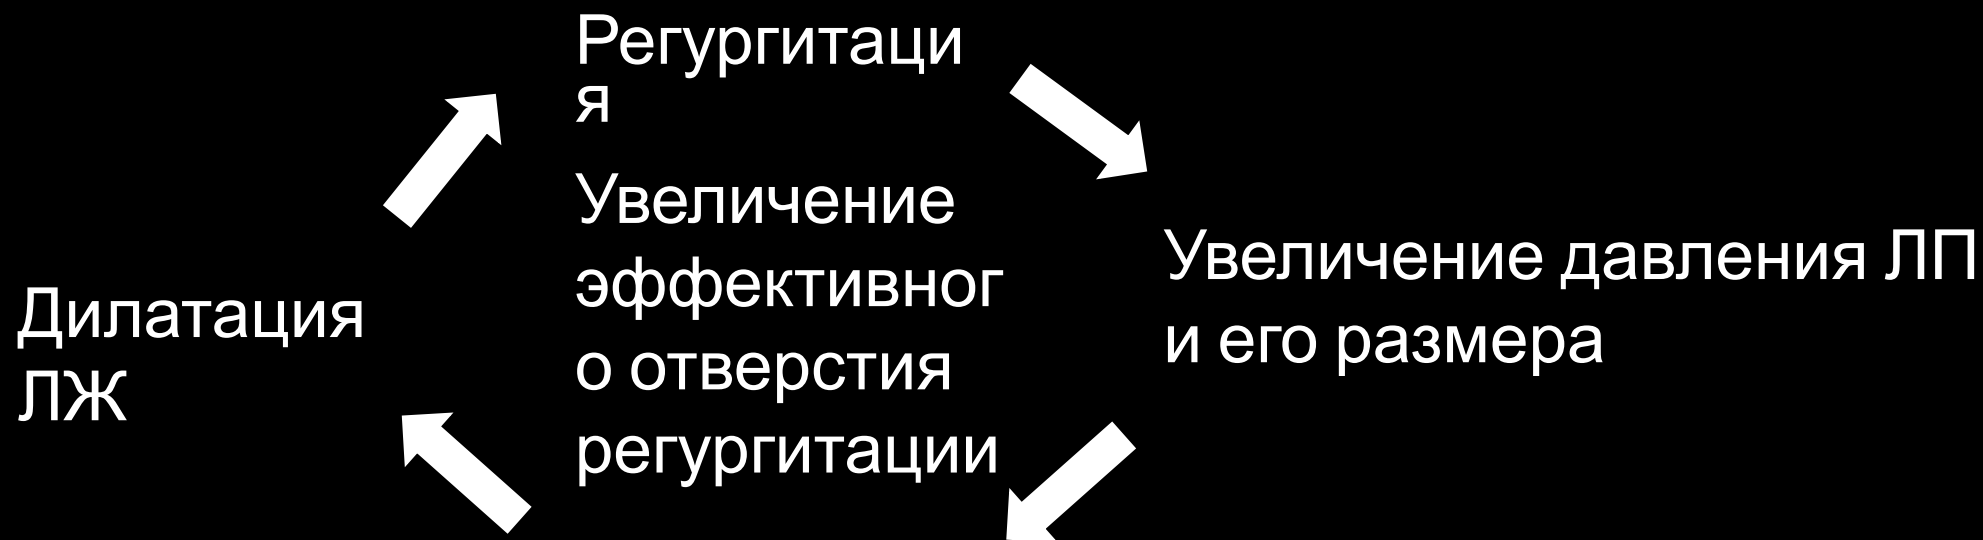 Регургитаци
я
Увеличение
эффективног
о отверстия
регургитации
Увеличение давления ЛП
и его размера
Дилатация
ЛЖ